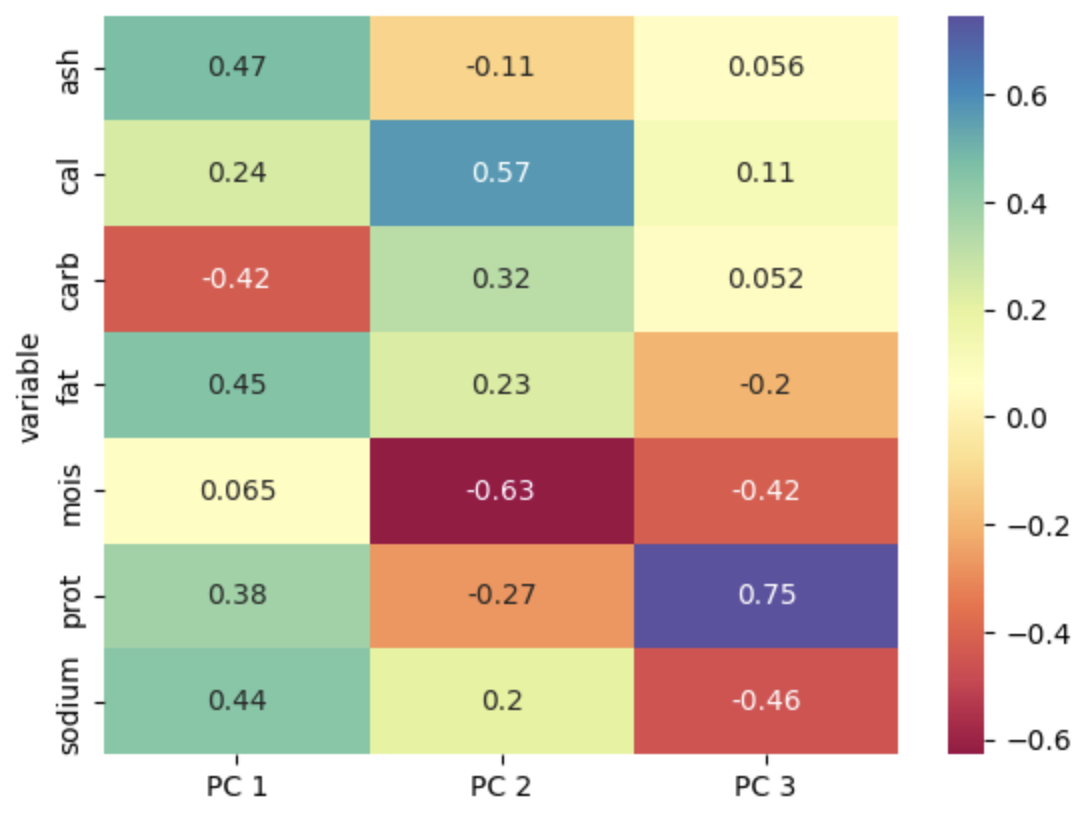 variable
ash 0.47 -0.11 0.056
cal 0.24 0.57 0.11
carb -0.42 0.32 0.052
fat 0.45 0.23 -0.2
mois 0.065 -0.63 -0.42
prot 0.38 -0.27 0.75
sodium 0.44 0.2 -0.46
PC 1 PC 2 PC 3
0.6
0.4
0.2
0.0
−0.2
−0.4
−0.6